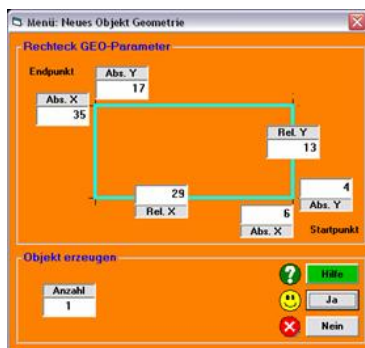 Menü: Neues Objekt Geometrie
Rechteck GEO-Parameter
Endpunkt
Abs. Y
17
Abs. X
35
Rel. Y
13
29
Rel. X
4
Abs. Y
6
Abs. X
Startpunkt
Objekt erzeugen
Anzahl
1
? Hilfe
Ja
Nein